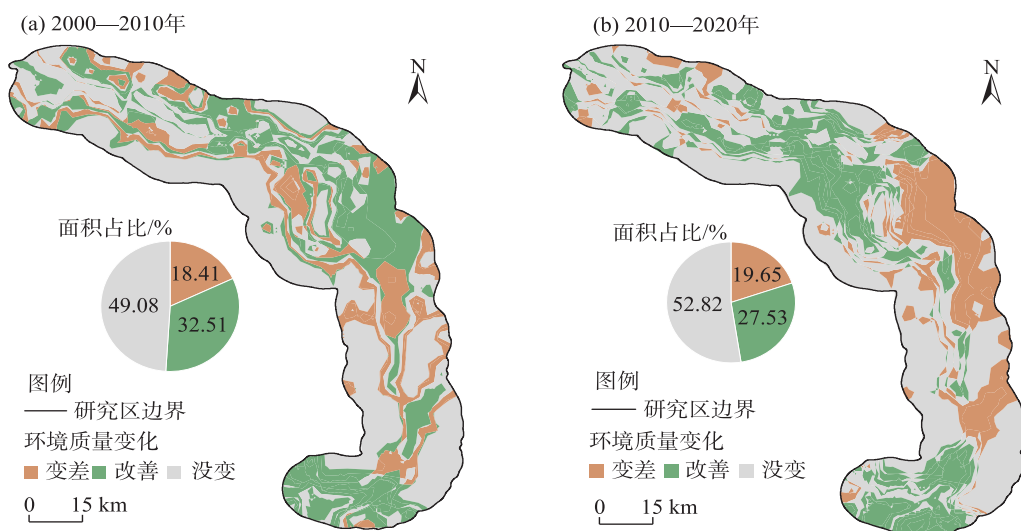 (a) 2000—2010年
N
面积占比/%
18.41
49.08
32.51
图例
研究区边界
环境质量变化
变差 改善 没变
0 15 km
(b) 2010—2020年
N
面积占比/%
19.65
52.82
27.53
图例
研究区边界
环境质量变化
变差 改善 没变
0 15 km